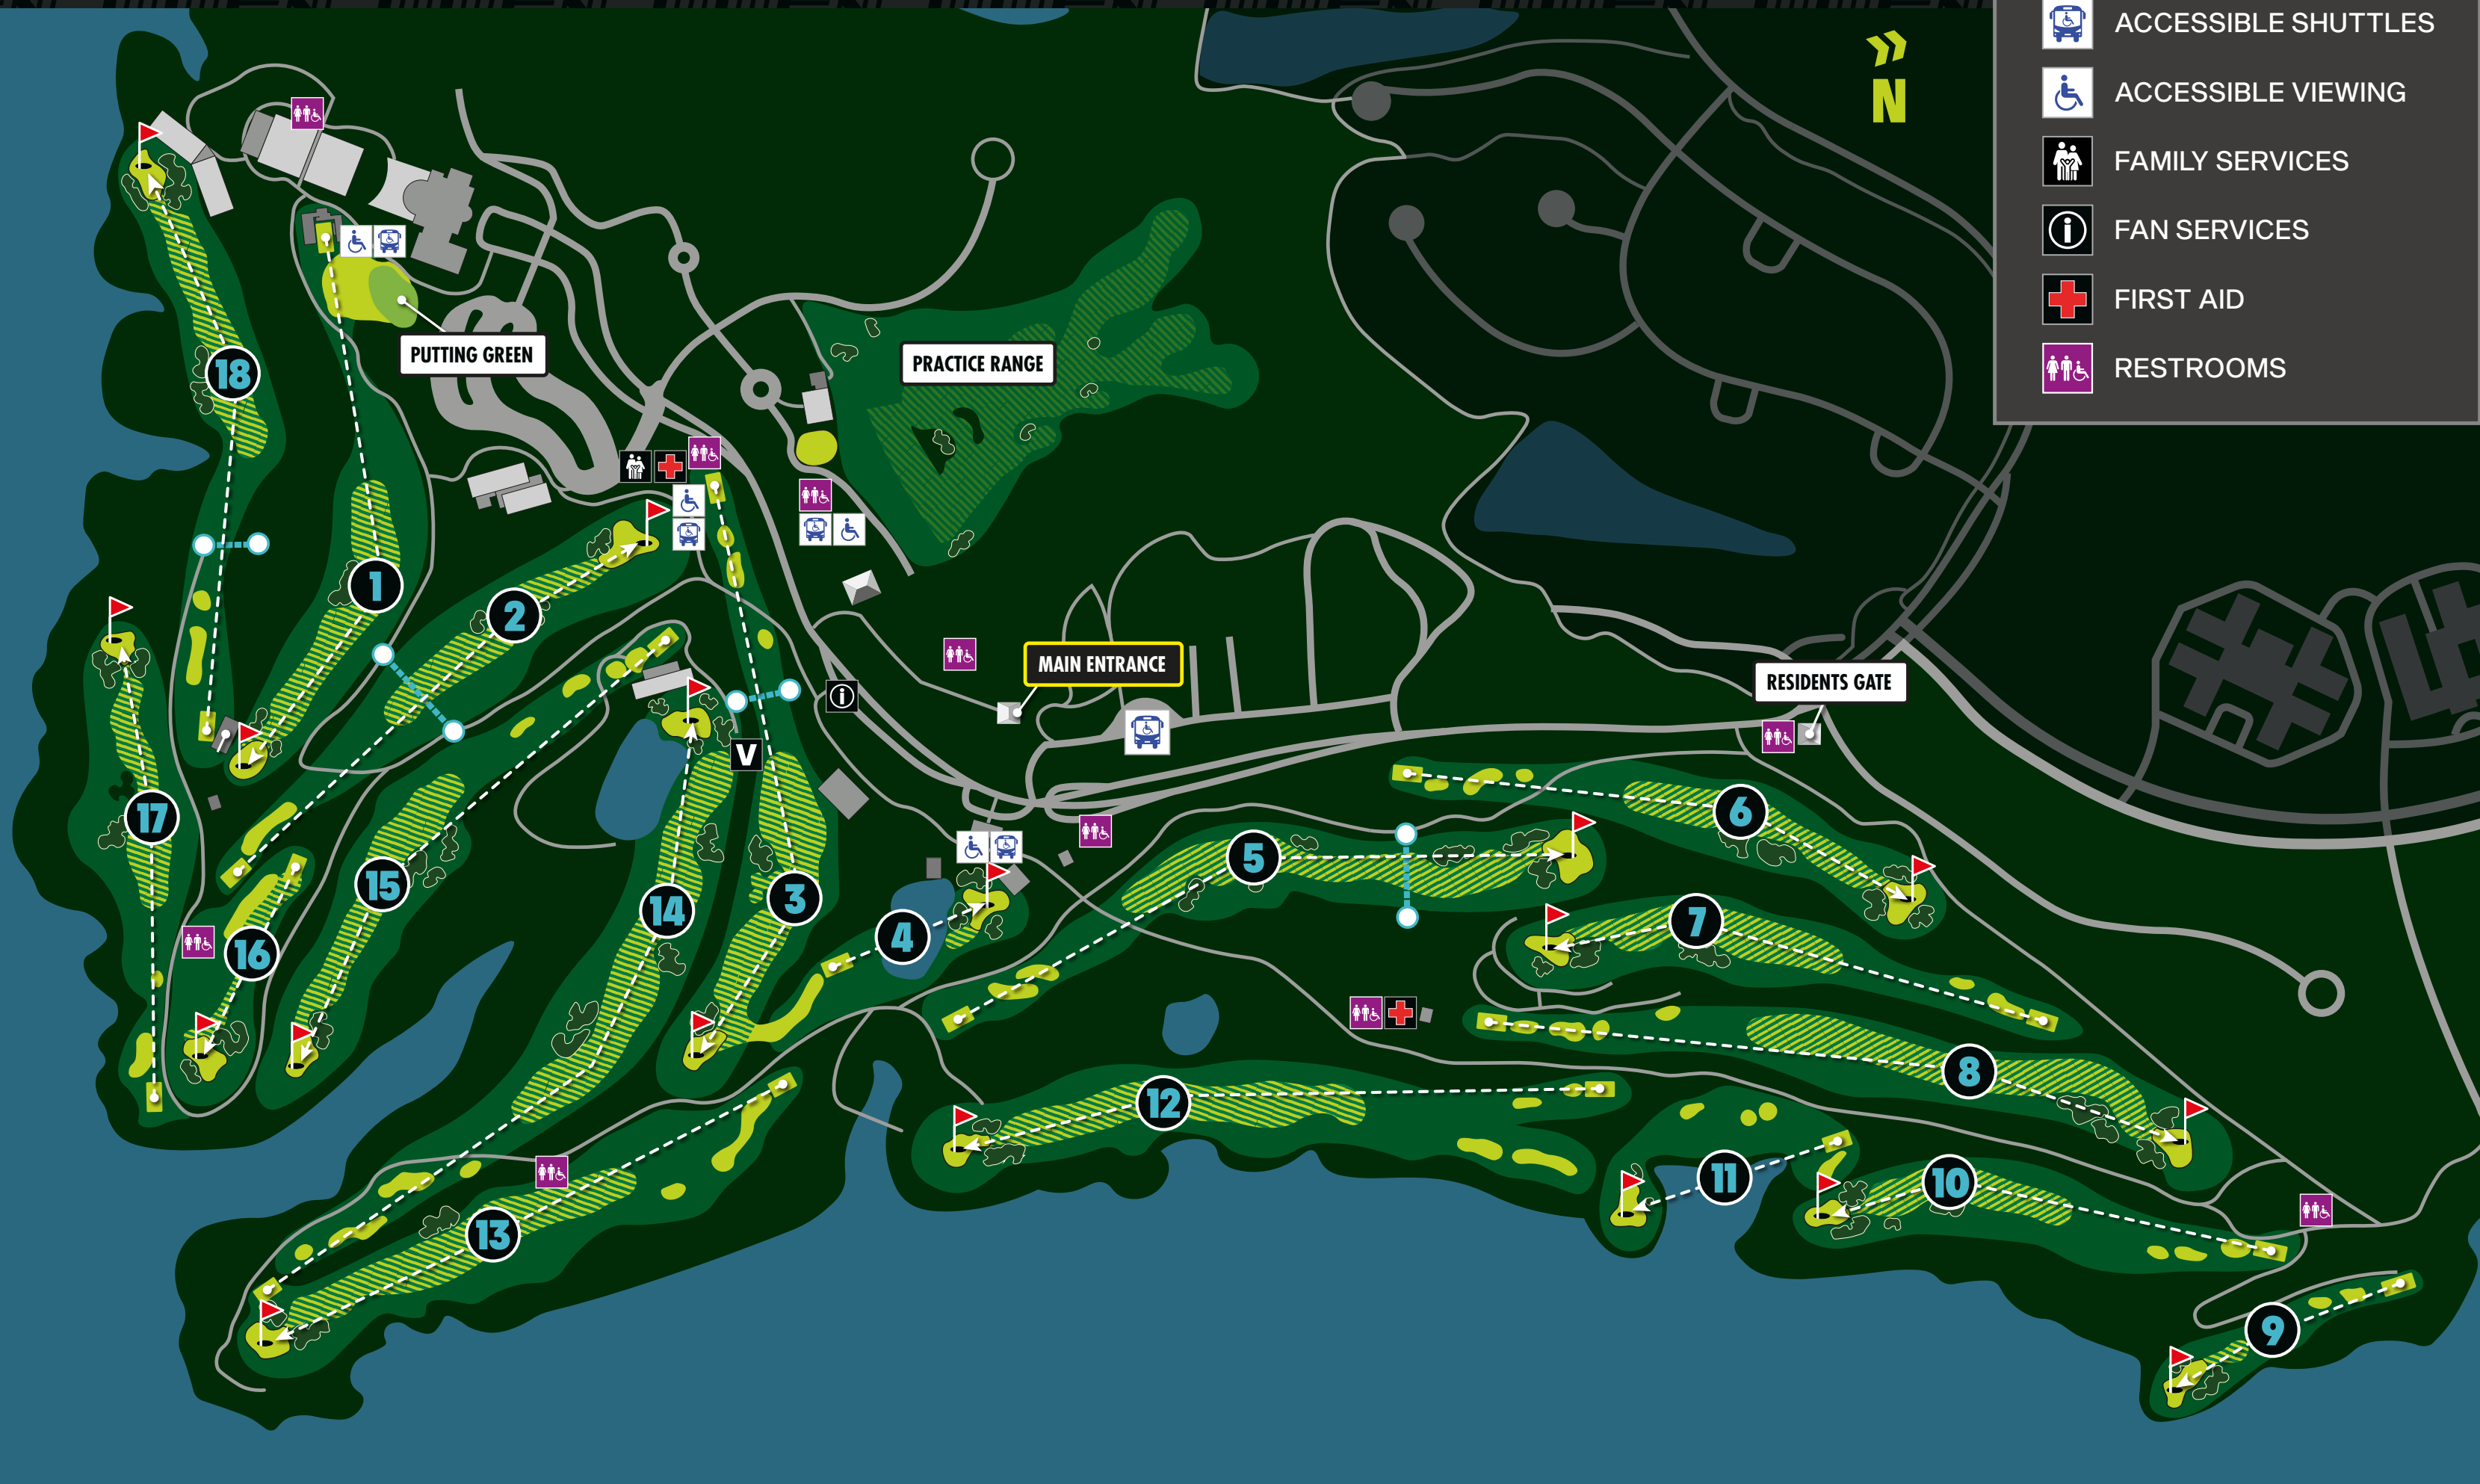 ACCESSIBLE SHUTTLES
ACCESSIBLE VIEWING
FAMILY SERVICES
i
FAN SERVICES
FIRST AID
RESTROOMS
N
PUTTING GREEN
PRACTICE RANGE
18
1
2
MAIN ENTRANCE
RESIDENTS GATE
i
V
17
6
5
15
3
14
7
4
16
8
12
11
10
13
9